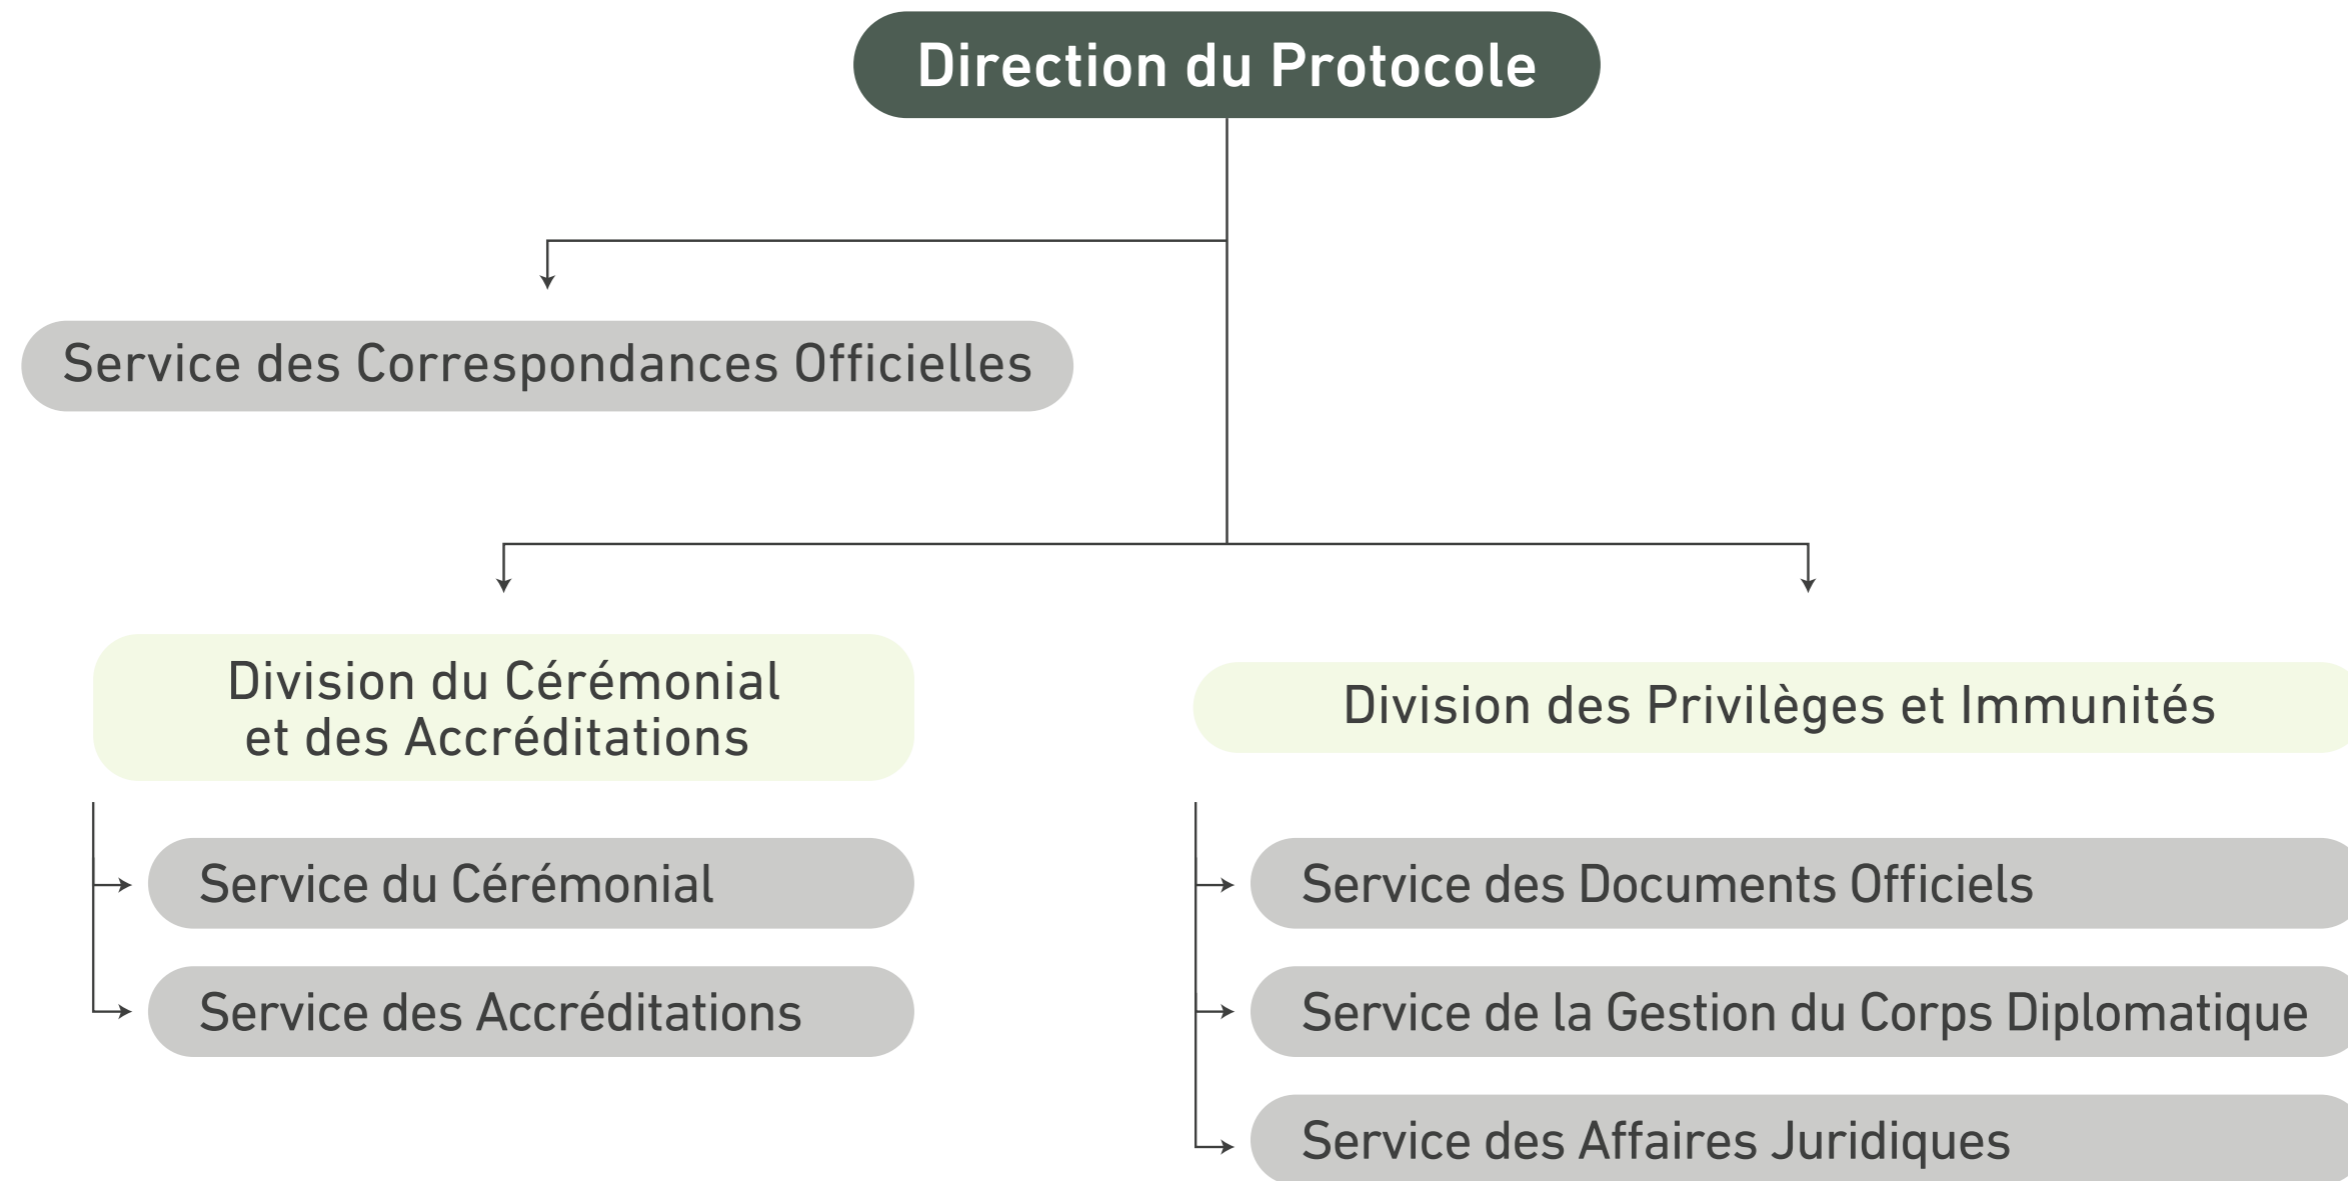 Direction du Protocole
Service des Correspondances Officielles
Division du Cérémonial
et des Accréditations
Service du Cérémonial
Service des Accréditations
Division des Privilèges et Immunités
Service des Documents Officiels
Service de la Gestion du Corps Diplomatique
Service des Affaires Juridiques